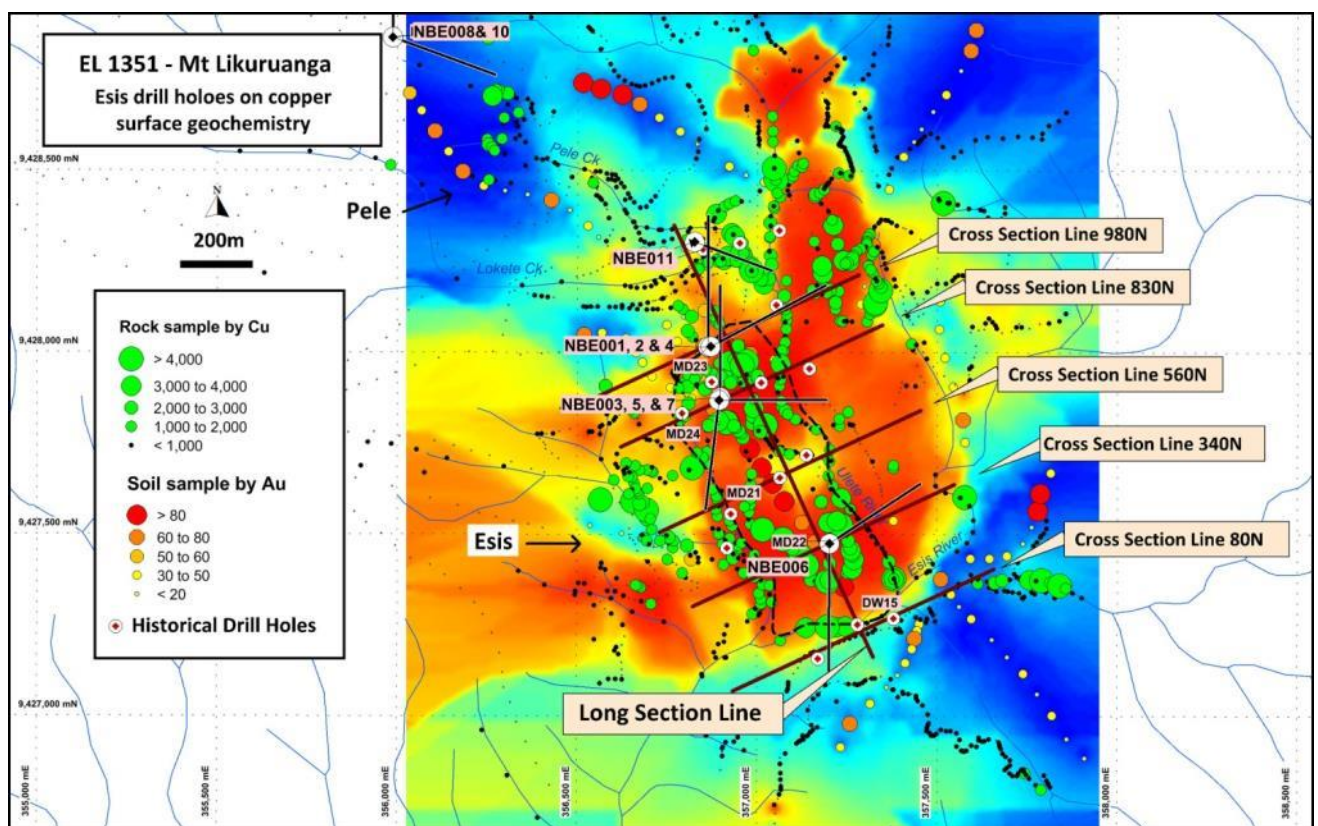 EL 1351 - Mt Likuruanga
Esis drill holoes on copper
surface geochemistry
NBE008& 10
9,428,500 mN
N
200m
Pele
Pele Ck
Lokete Ck
NBE011
Cross Section Line 980N
Cross Section Line 830N
Rock sample by Cu
> 4,000
3,000 to 4,000
2,000 to 3,000
1,000 to 2,000
< 1,000
Soil sample by Au
> 80
60 to 80
50 to 60
30 to 50
< 20
Historical Drill Holes
9,428,000 mN
NBE001, 2 & 4
MD23
Cross Section Line 560N
NBE003, 5, & 7
MD24
Cross Section Line 340N
MD21
9,427,500 mN
Esis
MD22
NBE006
Esis River
Cross Section Line 80N
DW15
Long Section Line
9,427,000 mN
355,000 mE
355,500 mE
356,000 mE
356,500 mE
357,000 mE
357,500 mE
358,000 mE
358,500 mE